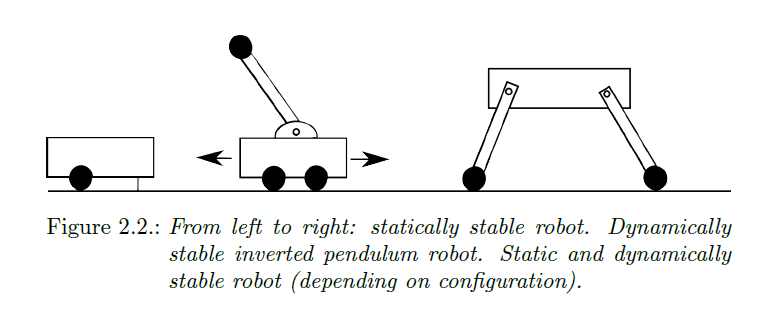 Figure 2.2.: From left to right: statically stable robot. Dynamically
stable inverted pendulum robot. Static and dynamically
stable robot (depending on configuration).